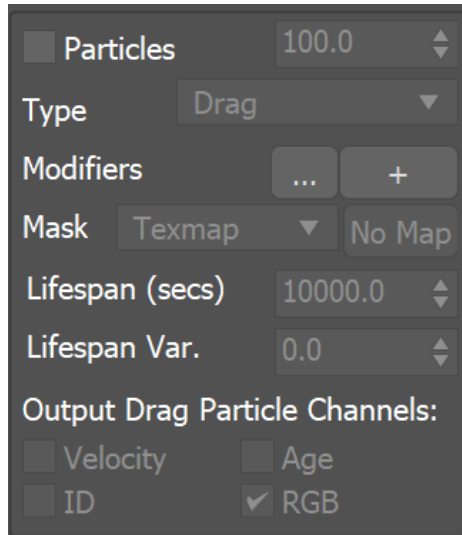 Particles 100.0
Type Drag
Modifiers ... +
Mask Texmap No Map
Lifespan (secs) 10000.0
Lifespan Var. 0.0
Output Drag Particle Channels:
Velocity Age
ID RGB